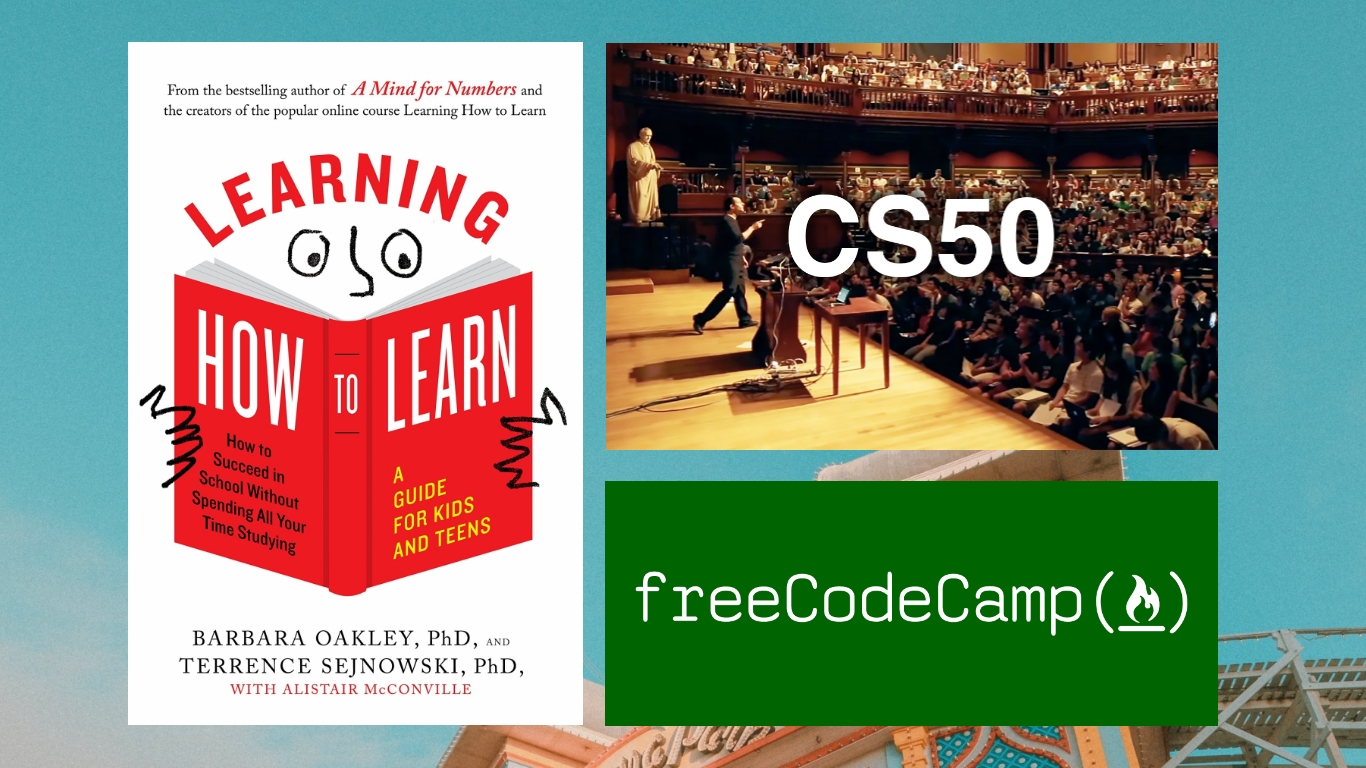 From the bestselling author of A Mind for Numbers and
the creators of the popular online course Learning How to Learn
LEARNING
HOW
TO
LEARN
How to
Succeed in
School Without
Spending All Your
Time Studying
A
GUIDE
FOR KIDS
AND TEENS
BARBARA OAKLEY, PhD, AND
TERRENCE SEJNOWSKI, PhD,
WITH ALISTAIR McCONVILLE
CS50
freeCodeCamp(🔥)